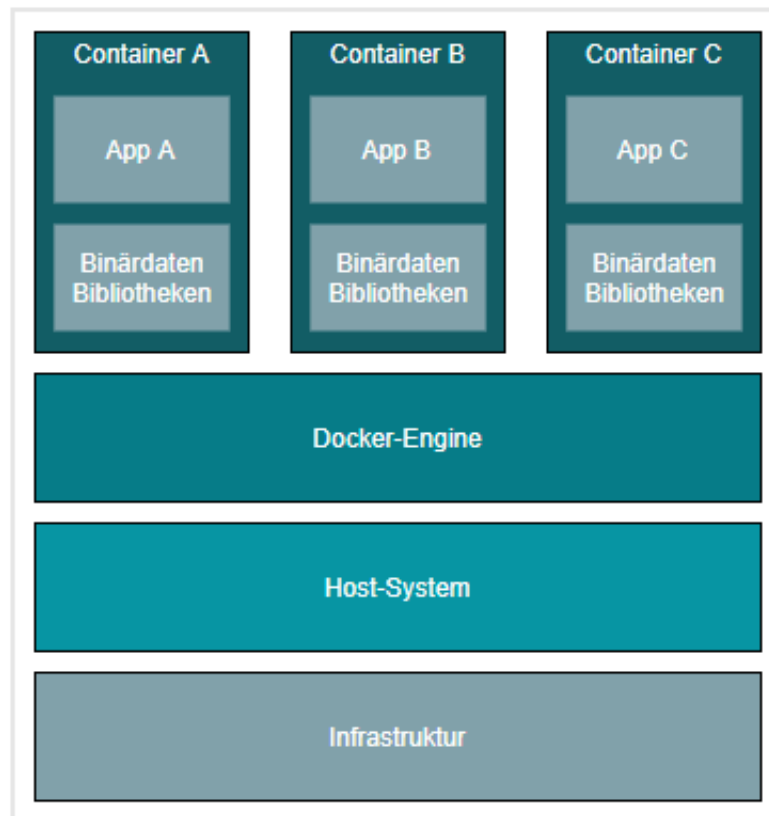 Container A
App A
Binärdaten
Bibliotheken
Container B
App B
Binärdaten
Bibliotheken
Container C
App C
Binärdaten
Bibliotheken
Docker-Engine
Host-System
Infrastruktur